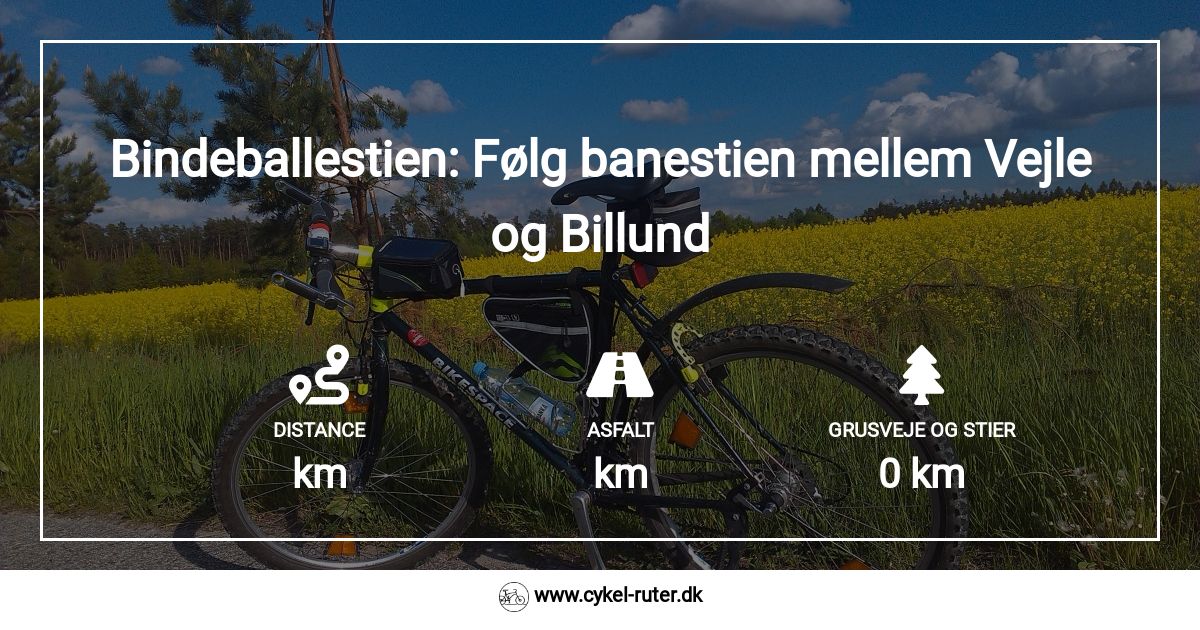 Bindeballestien: Følg banestien mellem Vejle
og Billund
BIKESPACE
DISTANCE
ASFALT
GRUSVEJE OG STIER
km
km
0 km
www.cykel-ruter.dk